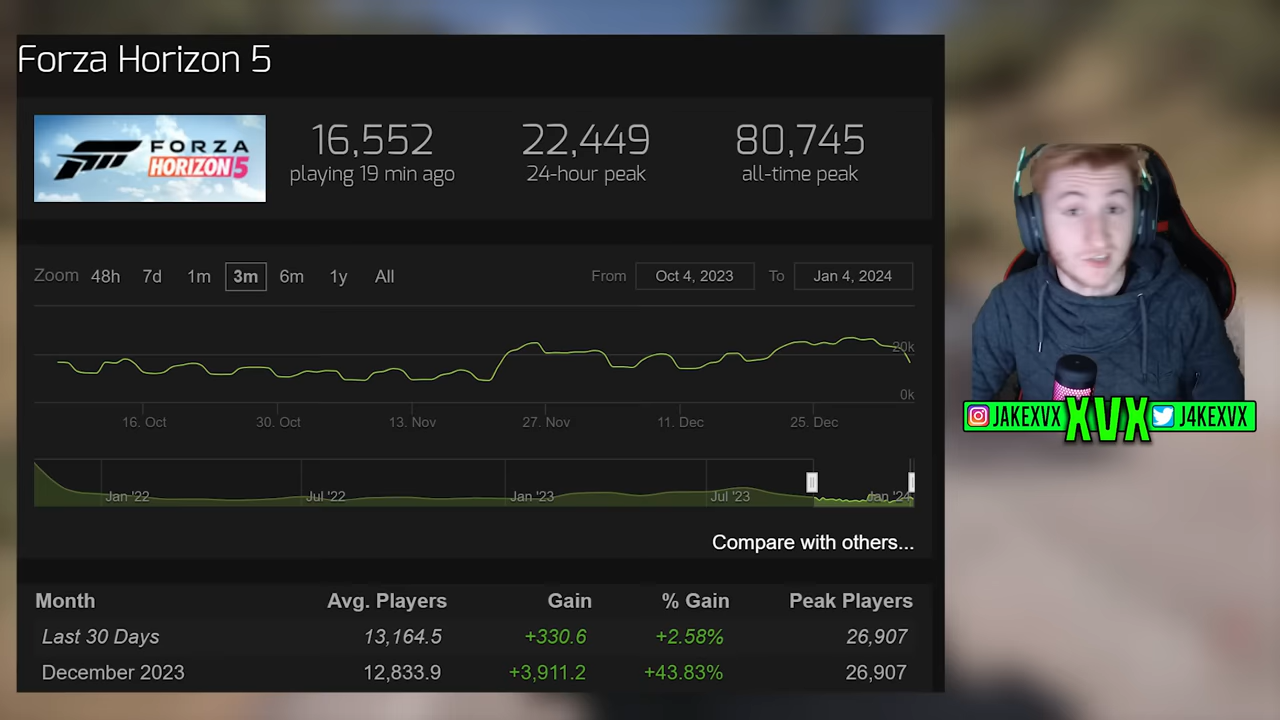 Forza Horizon 5
FORZA
HORIZON 5
16,552
playing 19 min ago
22,449
24-hour peak
80,745
all-time peak
Zoom 48h 7d 1m 3m 6m 1y All
From Oct 4, 2023 To Jan 4, 2024
20k
0k
16. Oct 30. Oct 13. Nov 27. Nov 11. Dec 25. Dec
Jan '22 Jul '22 Jan '23 Jul '23 Jan '24
Compare with others...
Month Avg. Players Gain % Gain Peak Players
Last 30 Days 13,164.5 +330.6 +2.58% 26,907
December 2023 12,833.9 +3,911.2 +43.83% 26,907
JAKEXVX XVX J4KEXVX